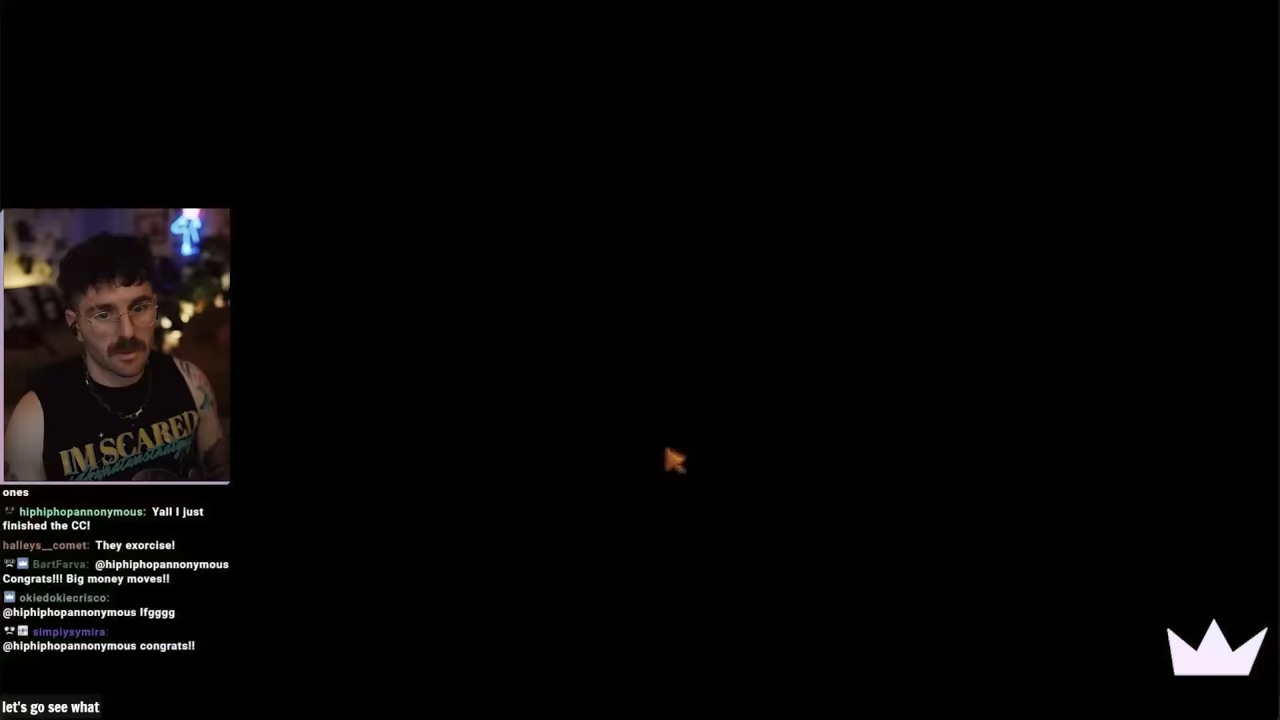 IM SCARED
ones
hiphiphopannonymous: Yall I just
finished the CC!
halleys__comet: They exorcise!
BartFarva: @hiphiphopannonymous
Congrats!!! Big money moves!!
okiedokiecrisco:
@hiphiphopannonymous lfgggg
simplysymira:
@hiphiphopannonymous congrats!!
let's go see what